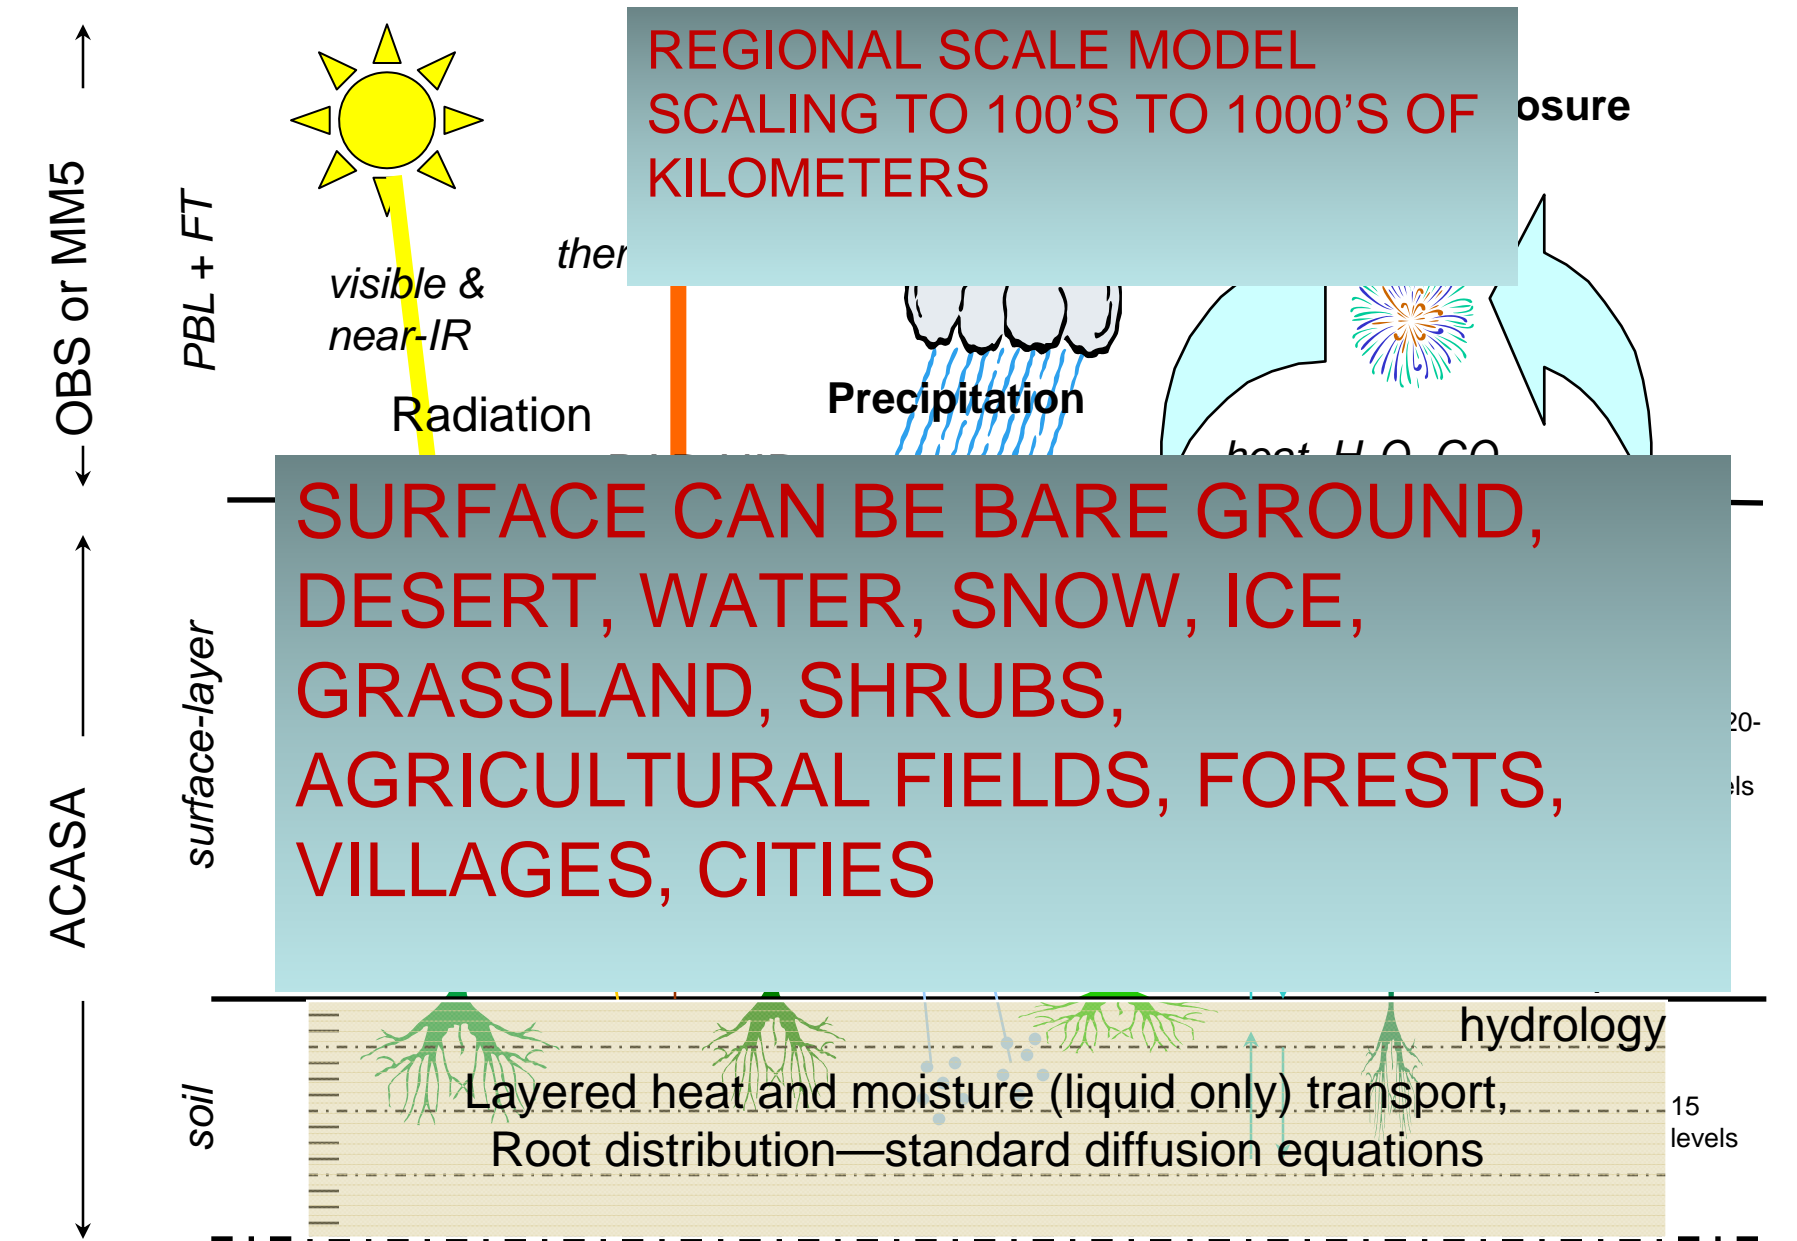 REGIONAL SCALE MODEL
SCALING TO 100’S TO 1000’S OF
KILOMETERS
OBS or MM5
PBL + FT
visible &
near-IR
Radiation
Precipitation
SURFACE CAN BE BARE GROUND,
DESERT, WATER, SNOW, ICE,
GRASSLAND, SHRUBS,
AGRICULTURAL FIELDS, FORESTS,
VILLAGES, CITIES
ACASA
surface-layer
soil
hydrology
Layered heat and moisture (liquid only) transport,
Root distribution—standard diffusion equations
15
levels